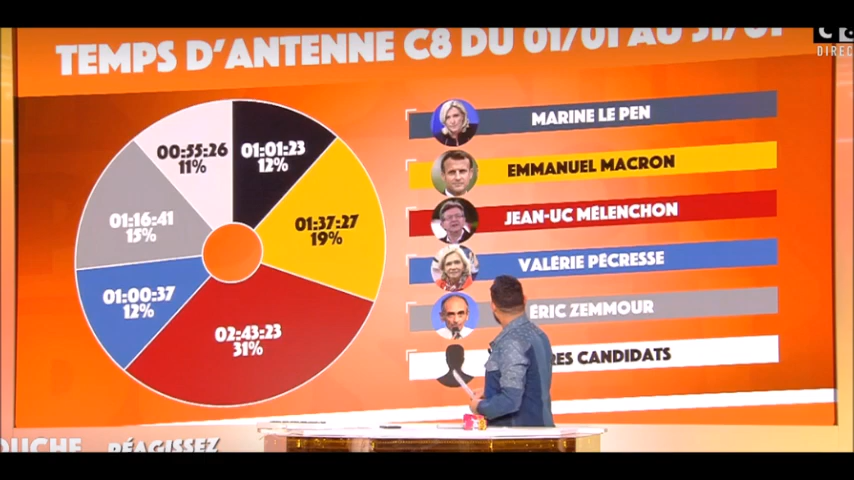 TEMPS D'ANTENNE C8 DU 01/01 AU 31/01
C8
DIREC
00:55:26
11%
01:01:23
12%
01:37:27
19%
01:16:41
15%
01:00:37
12%
02:43:23
31%
MARINE LE PEN
EMMANUEL MACRON
JEAN-UC MÉLENCHON
VALÉRIE PÉCRESSE
ÉRIC ZEMMOUR
RES CANDIDATS
OUCHE RÉAGISSEZ